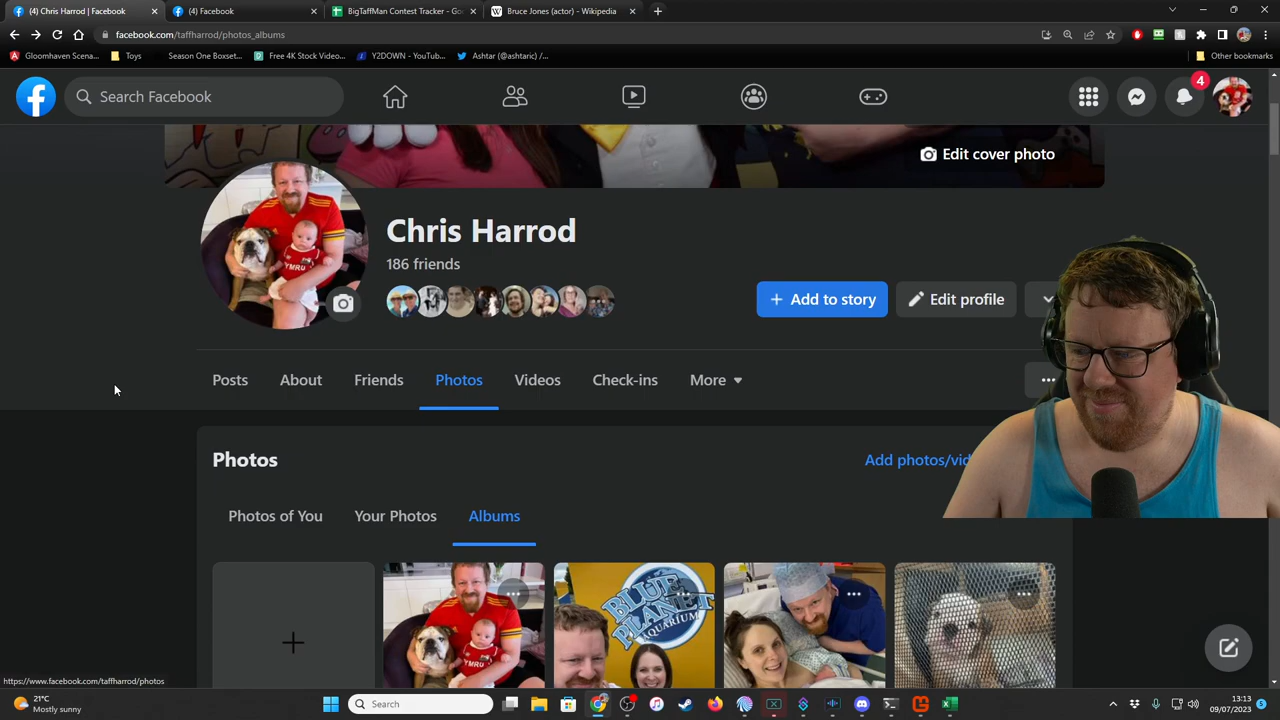 (4) Chris Harrod | Facebook
(4) Facebook
BigTaffMan Contest Tracker - Go
Bruce Jones (actor) - Wikipedia
facebook.com/taffharrod/photos_albums
Gloomhaven Scena...
Toys
Season One Boxset...
Free 4K Stock Video...
Y2DOWN - YouTube...
Ashtar (@ashtaric) /...
Other bookmarks
Search Facebook
4
Edit cover photo
YMRU
Chris Harrod
186 friends
Add to story
Edit profile
Posts
About
Friends
Photos
Videos
Check-ins
More
Photos
Add photos/vid
Photos of You
Your Photos
Albums
BLUE PLANET
AQUARIUM
https://www.facebook.com/taffharrod/photos
21°C
Mostly sunny
Search
13:13
09/07/2023